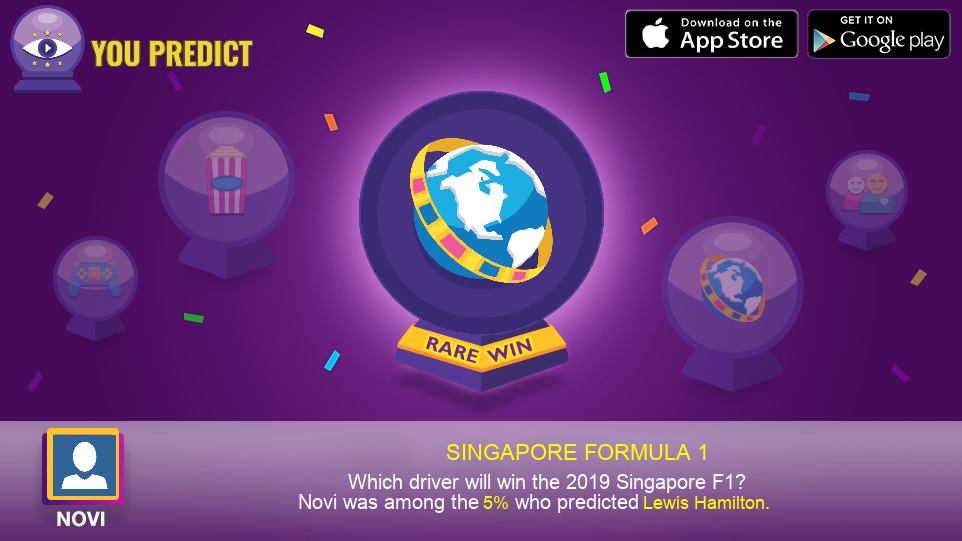 YOU PREDICT
Download on the
App Store
GET IT ON
Google play
RARE WIN
SINGAPORE FORMULA 1
Which driver will win the 2019 Singapore F1?
Novi was among the 5% who predicted Lewis Hamilton.
NOVI